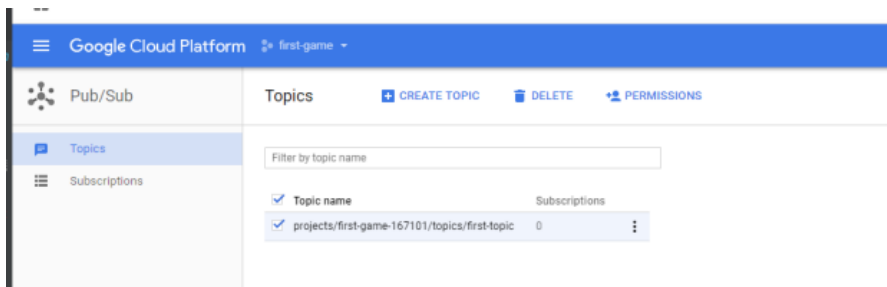 Google Cloud Platform first-game
Pub/Sub
Topics CREATE TOPIC DELETE PERMISSIONS
Topics
Subscriptions
Filter by topic name
Topic name Subscriptions
projects/first-game-167101/topics/first-topic 0